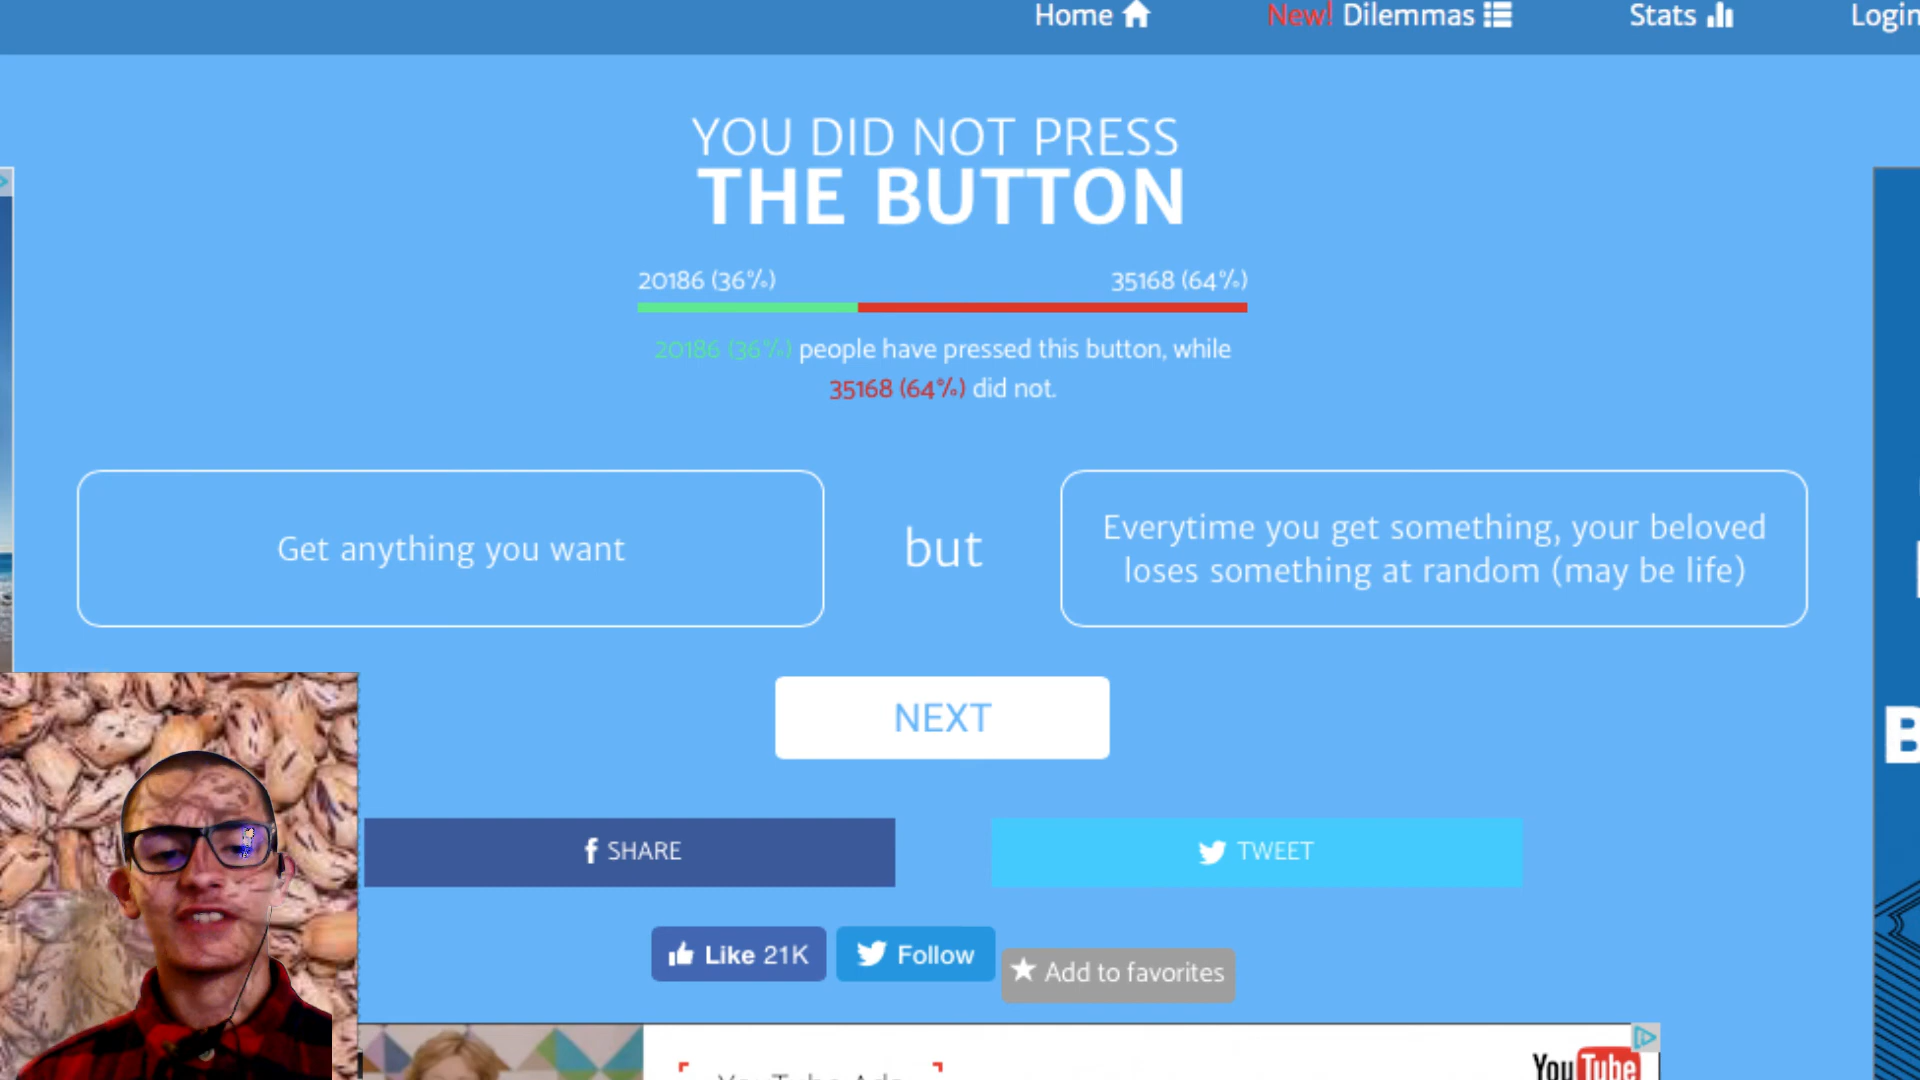 Home
New! Dilemmas
Stats
Login
YOU DID NOT PRESS
THE BUTTON
20186 (36%)
35168 (64%)
20186 (36%) people have pressed this button, while
35168 (64%) did not.
Get anything you want
but
Everytime you get something, your beloved
loses something at random (may be life)
NEXT
SHARE
TWEET
Like 21K
Follow
Add to favorites
B
YouTube Ads
YouTube